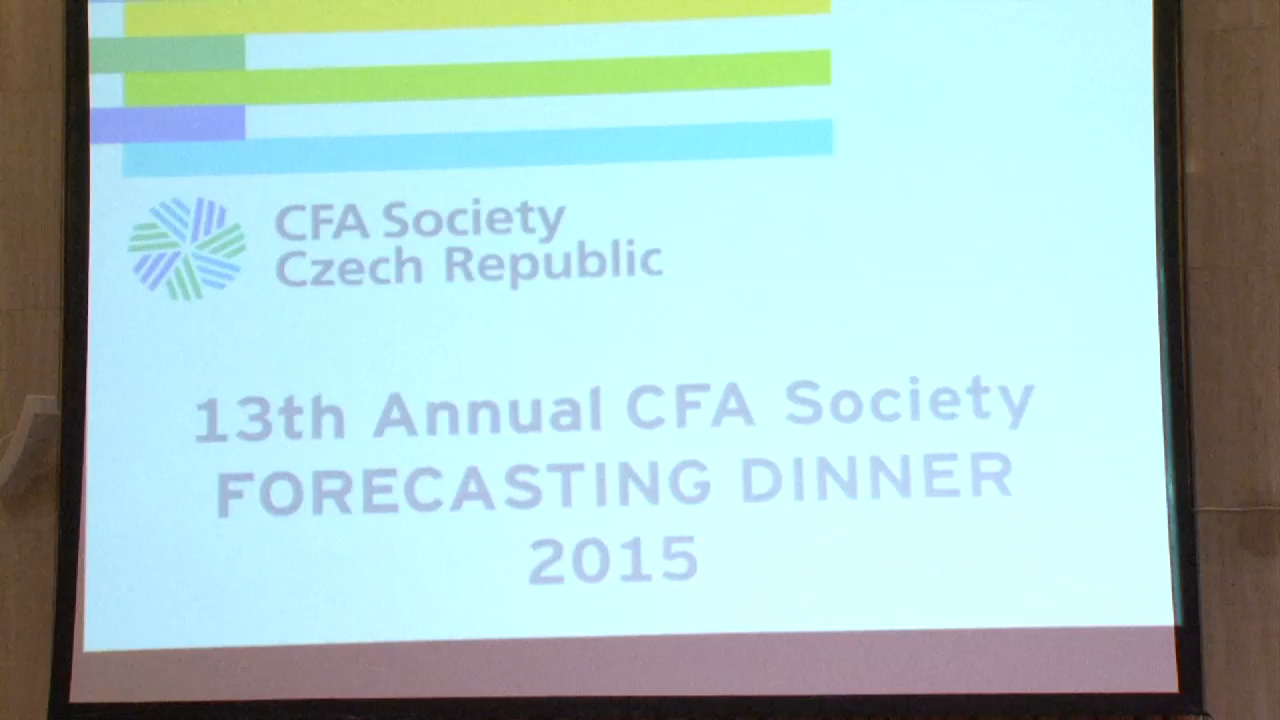 CFA Society
Czech Republic
13th Annual CFA Society
FORECASTING DINNER
2015